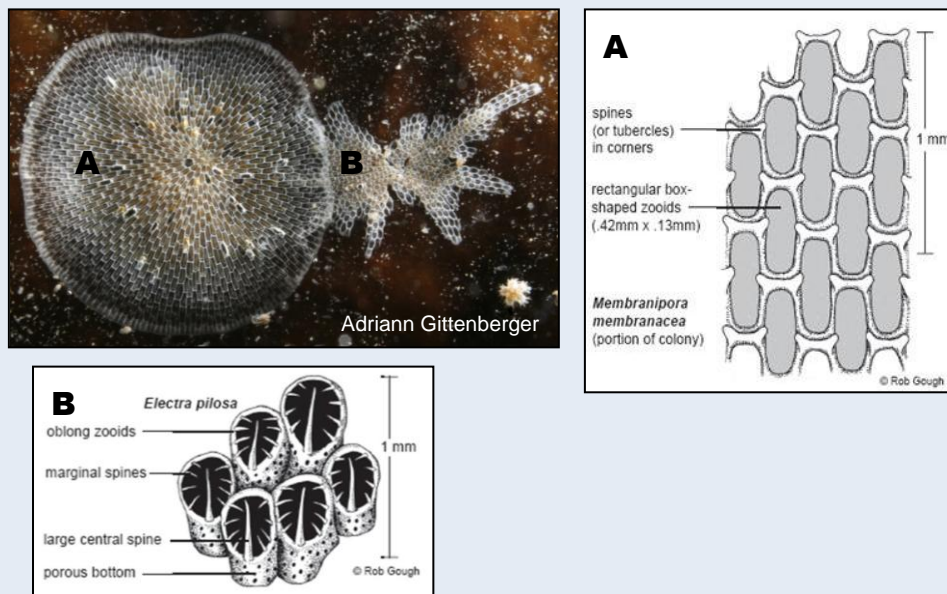 A
B
Adriann Gittenberger
A
spines
(or tubercles)
in corners
1 mm
rectangular box-
shaped zooids
(.42mm x .13mm)
Membranipora
membranacea
(portion of colony)
© Rob Gough
B
Electra pilosa
oblong zooids
1 mm
marginal spines
large central spine
porous bottom
© Rob Gough